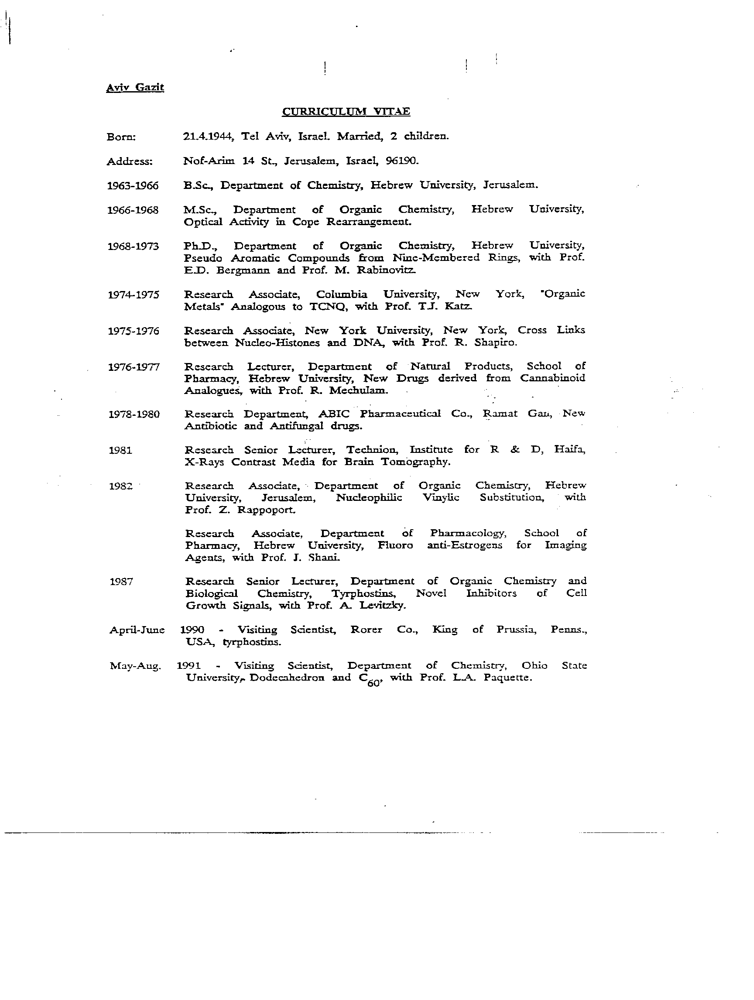 Aviv Gazit
CURRICULUM VITAE
Born: 21.4.1944, Tel Aviv, Israel. Married, 2 children.
Address: Nof-Arim 14 St., Jerusalem, Israel, 96190.
1963-1966 B.Sc., Department of Chemistry, Hebrew University, Jerusalem.
1966-1968 M.Sc., Department of Organic Chemistry, Hebrew University,
Optical Activity in Cope Rearrangement.
1968-1973 Ph.D., Department of Organic Chemistry, Hebrew University,
Pseudo Aromatic Compounds from Nine-Membered Rings, with Prof.
E.D. Bergmann and Prof. M. Rabinovitz.
1974-1975 Research Associate, Columbia University, New York, "Organic
Metals" Analogous to TCNQ, with Prof. T.J. Katz.
1975-1976 Research Associate, New York University, New York, Cross Links
between Nucleo-Histones and DNA, with Prof. R. Shapiro.
1976-1977 Research Lecturer, Department of Natural Products, School of
Pharmacy, Hebrew University, New Drugs derived from Cannabinoid
Analogues, with Prof. R. Mechulam.
1978-1980 Research Department, ABIC Pharmaceutical Co., Ramat Gan, New
Antibiotic and Antifungal drugs.
1981 Research Senior Lecturer, Technion, Institute for R & D, Haifa,
X-Rays Contrast Media for Brain Tomography.
1982 Research Associate, Department of Organic Chemistry, Hebrew
University, Jerusalem, Nucleophilic Vinylic Substitution, with
Prof. Z. Rappoport.
Research Associate, Department of Pharmacology, School of
Pharmacy, Hebrew University, Fluoro anti-Estrogens for Imaging
Agents, with Prof. J. Shani.
1987 Research Senior Lecturer, Department of Organic Chemistry and
Biological Chemistry, Tyrphostins, Novel Inhibitors of Cell
Growth Signals, with Prof. A. Levitzky.
April-June 1990 - Visiting Scientist, Rorer Co., King of Prussia, Penns.,
USA, tyrphostins.
May-Aug. 1991 - Visiting Scientist, Department of Chemistry, Ohio State
University, Dodecahedron and C60, with Prof. L.A. Paquette.